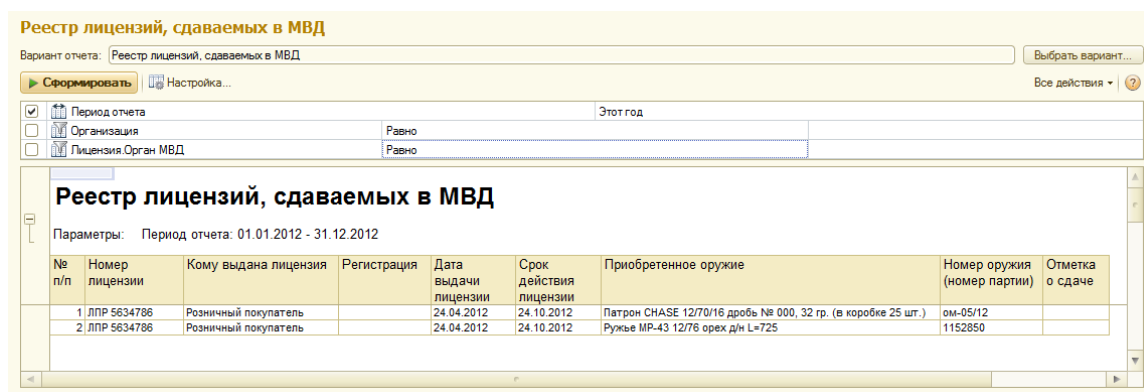 Реестр лицензий, сдаваемых в МВД
Вариант отчета: Реестр лицензий, сдаваемых в МВД Выбрать вариант...
Сформировать Настройка... Все действия ?
Период отчета Этот год
Организация Равно
Лицензия.Орган МВД Равно
Реестр лицензий, сдаваемых в МВД
Параметры: Период отчета: 01.01.2012 - 31.12.2012
№ Номер Кому выдана лицензия Регистрация Дата Срок Приобретенное оружие Номер оружия Отметка
п/п лицензии выдачи действия (номер партии) о сдаче
лицензии лицензии
1 ЛПР 5634786 Розничный покупатель 24.04.2012 24.10.2012 Патрон CHASE 12/70/16 дробь № 000, 32 гр. (в коробке 25 шт.) ом-05/12
2 ЛПР 5634786 Розничный покупатель 24.04.2012 24.10.2012 Ружье МР-43 12/76 орех д/н L=725 1152850